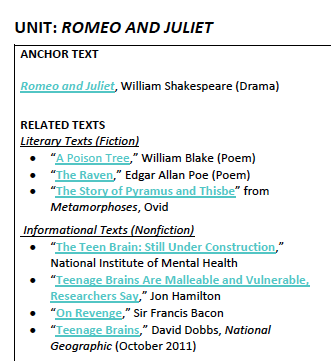 UNIT: ROMEO AND JULIET
ANCHOR TEXT
Romeo and Juliet, William Shakespeare (Drama)
RELATED TEXTS
Literary Texts (Fiction)
• “A Poison Tree,” William Blake (Poem)
• “The Raven,” Edgar Allan Poe (Poem)
• “The Story of Pyramus and Thisbe” from
Metamorphoses, Ovid
Informational Texts (Nonfiction)
• “The Teen Brain: Still Under Construction,”
National Institute of Mental Health
• “Teenage Brains Are Malleable and Vulnerable,
Researchers Say,” Jon Hamilton
• “On Revenge,” Sir Francis Bacon
• “Teenage Brains,” David Dobbs, National
Geographic (October 2011)